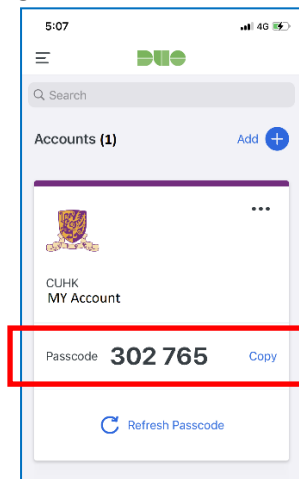 5:07 4G
DUO
Search
Accounts (1) Add
CUHK
MY Account
Passcode 302 765 Copy
Refresh Passcode